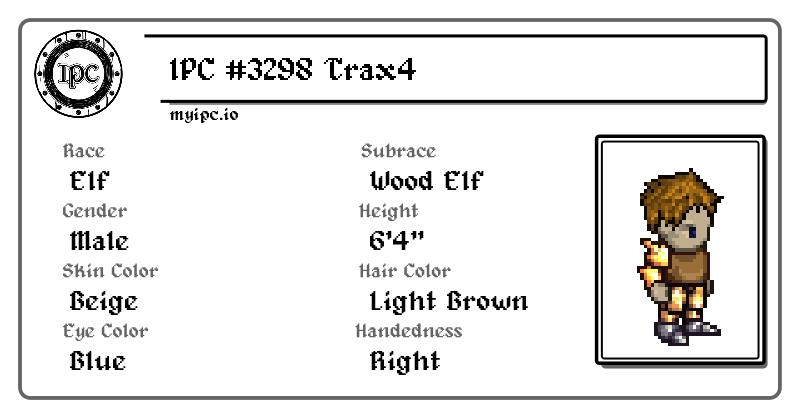 IPC
1PC #3298 Trax4
myipc.io
Race
Elf
Subrace
Wood Elf
Gender
Male
Height
6'4"
Skin Color
Beige
Hair Color
Light Brown
Eye Color
Blue
Handedness
Right